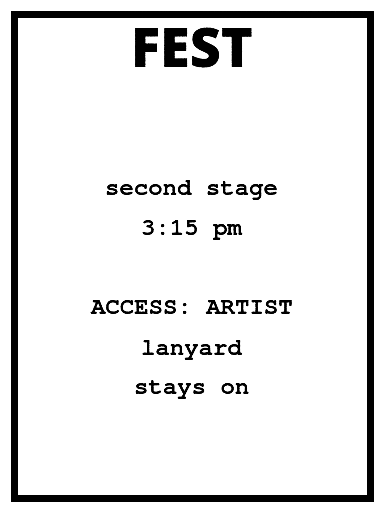 FEST
second stage
3:15 pm
ACCESS: ARTIST
lanyard
stays on